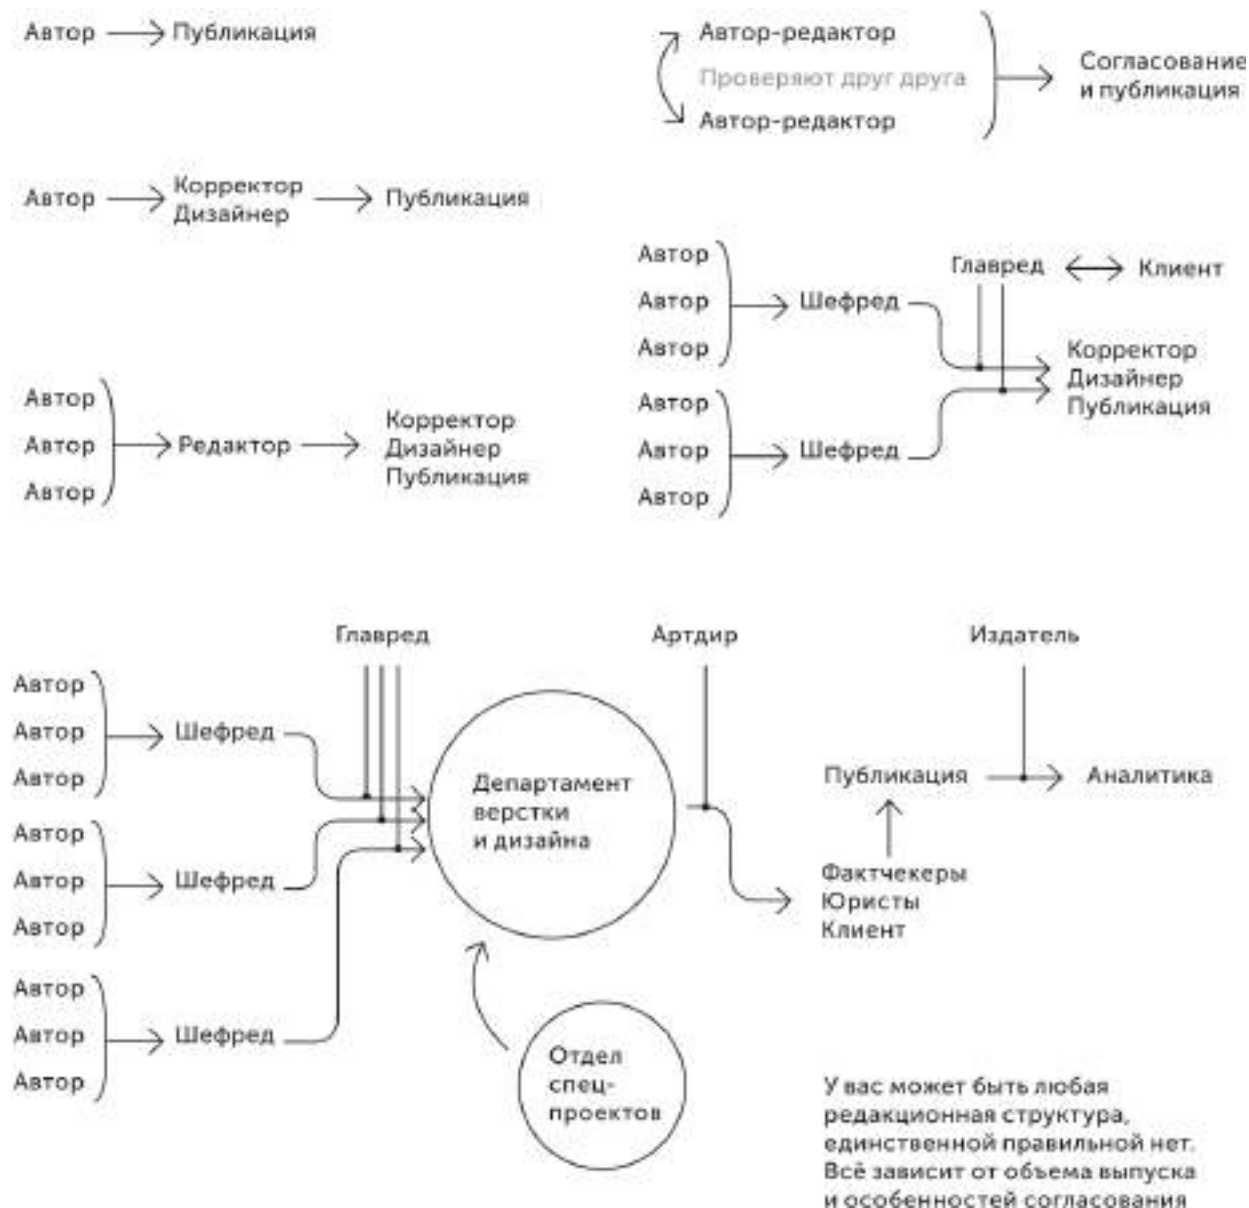 Автор
Публикация
Автор-редактор
Проверяют друг друга
Автор-редактор
Согласование
и публикация
Автор
Корректор
Дизайнер
Публикация
Автор
Автор
Автор
Шефред
Автор
Автор
Автор
Шефред
Главред
Клиент
Корректор
Дизайнер
Публикация
Автор
Автор
Автор
Редактор
Корректор
Дизайнер
Публикация
Главред
Артдир
Издатель
Автор
Автор
Автор
Шефред
Автор
Автор
Автор
Шефред
Автор
Автор
Автор
Шефред
Департамент
верстки
и дизайна
Отдел
спец-
проектов
Публикация
Аналитика
Фактчекеры
Юристы
Клиент
У вас может быть любая
редакционная структура,
единственной правильной нет.
Всё зависит от объема выпуска
и особенностей согласования